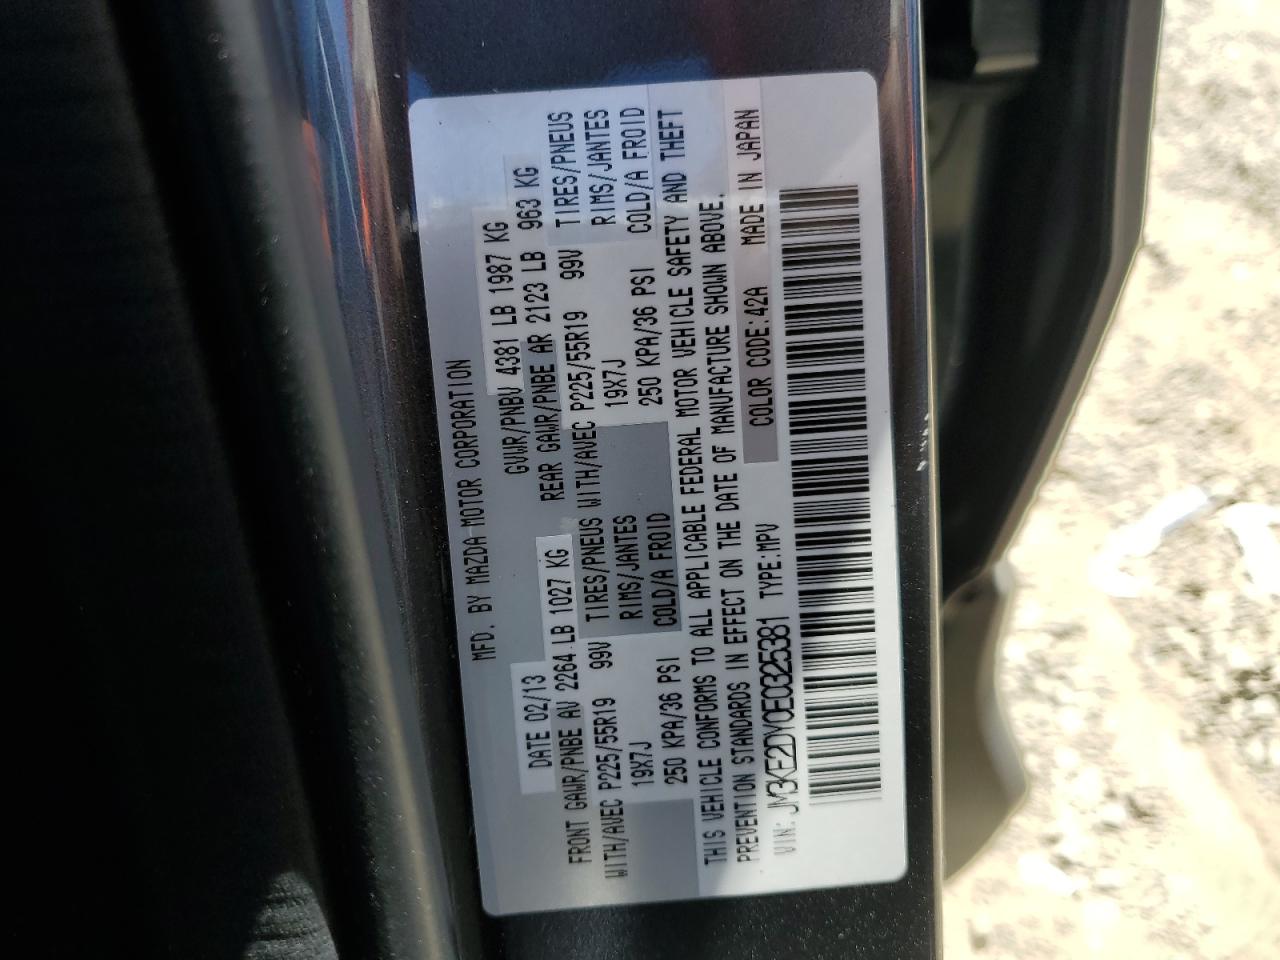 MFD. BY MAZDA MOTOR CORPORATION
DATE 02/13 GVWR/PNBV 4381 LB 1987 KG
FRONT GAWR/PNBE AV 2264 LB 1027 KG REAR GAWR/PNBE AR 2123 LB 963 KG
WITH/AVEC P225/55R19 99V TIRES/PNEUS WITH/AVEC P225/55R19 99V TIRES/PNEUS
19X7J RIMS/JANTES 19X7J RIMS/JANTES
250 KPA/36 PSI COLD/A FROID 250 KPA/36 PSI COLD/A FROID
THIS VEHICLE CONFORMS TO ALL APPLICABLE FEDERAL MOTOR VEHICLE SAFETY AND THEFT
PREVENTION STANDARDS IN EFFECT ON THE DATE OF MANUFACTURE SHOWN ABOVE.
VIN: JM3KE2DY0E0325381 TYPE:MPV COLOR CODE:42A MADE IN JAPAN